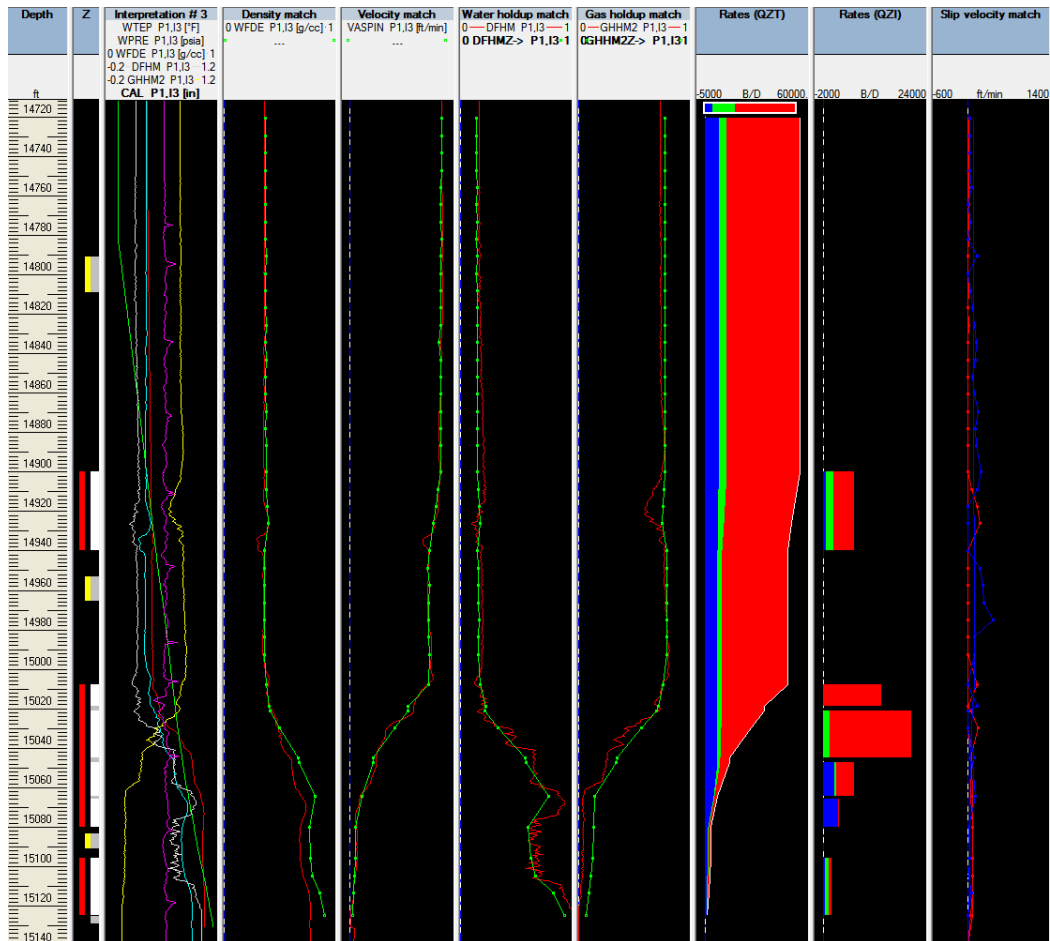 Depth
Z
Interpretation # 3
Density match
Velocity match
Water holdup match
Gas holdup match
Rates (QZT)
Rates (QZI)
Slip velocity match
WTEP P1,I3 [°F]
WPRE P1,I3 [psia]
0 WFDE P1,I3 [g/cc] 1
-0.2 DFHM P1,I3 1.2
-0.2 GHHM2 P1,I3 1.2
CAL P1,I3 [in]
0 WFDE P1,I3 [g/cc] 1
...
VASPIN P1,I3 [ft/min]
...
0 DFHM P1,I3 1
0 DFHMZ-> P1,I3 1
0 GHHM2 P1,I3 1
0GHHM2Z-> P1,I31
ft
-5000 B/D 60000.
-2000 B/D 24000
-600 ft/min 1400
14720
14740
14760
14780
14800
14820
14840
14860
14880
14900
14920
14940
14960
14980
15000
15020
15040
15060
15080
15100
15120
15140